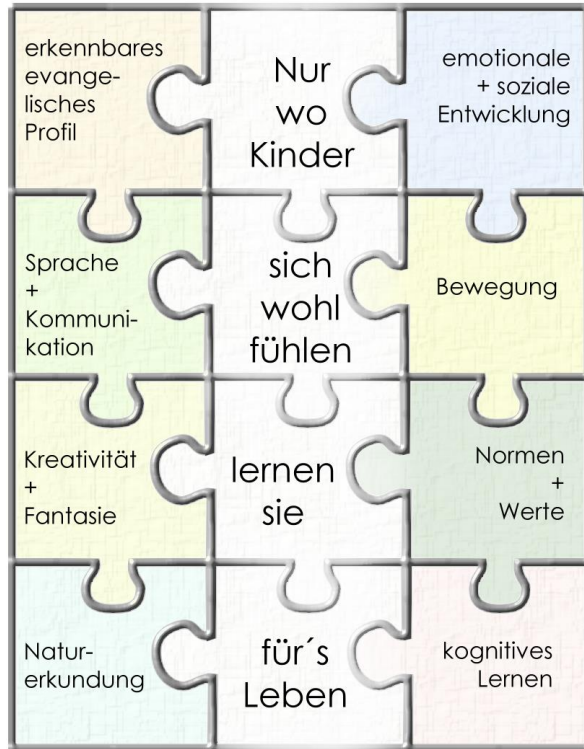 erkennbares
evange-
lisches
Profil
Nur
wo
Kinder
emotionale
+ soziale
Entwicklung
Sprache
+
Kommuni-
kation
sich
wohl
fühlen
Bewegung
Kreativität
+
Fantasie
lernen
sie
Normen
+
Werte
Natur-
erkundung
für´s
Leben
kognitives
Lernen